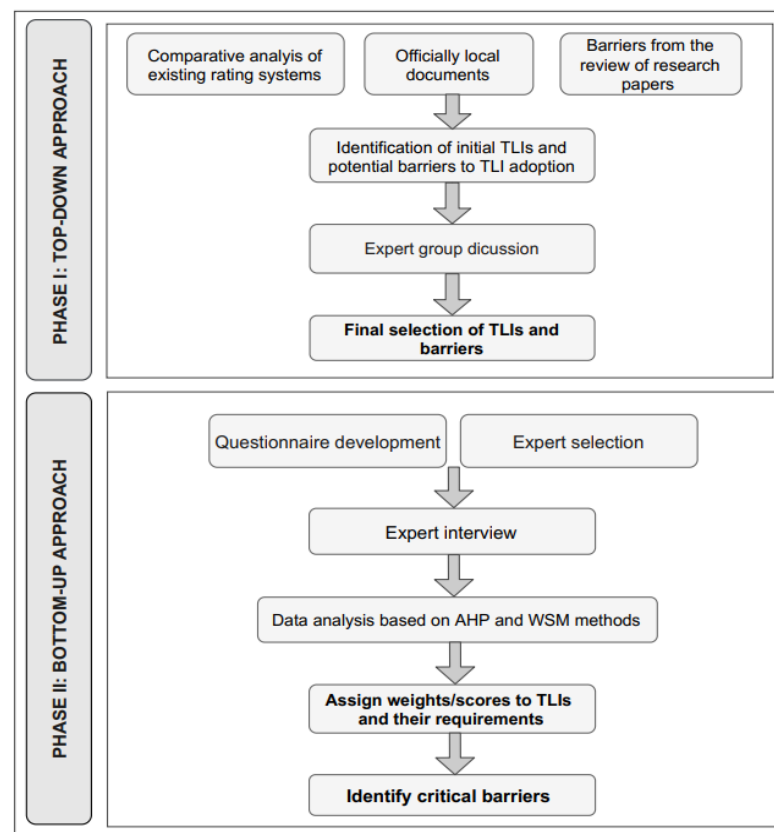 PHASE I: TOP-DOWN APPROACH
Comparative analyis of
existing rating systems
Officially local
documents
Barriers from the
review of research
papers
Identification of initial TLIs and
potential barriers to TLI adoption
Expert group dicussion
Final selection of TLIs and
barriers
PHASE II: BOTTOM-UP APPROACH
Questionnaire development
Expert selection
Expert interview
Data analysis based on AHP and WSM methods
Assign weights/scores to TLIs
and their requirements
Identify critical barriers